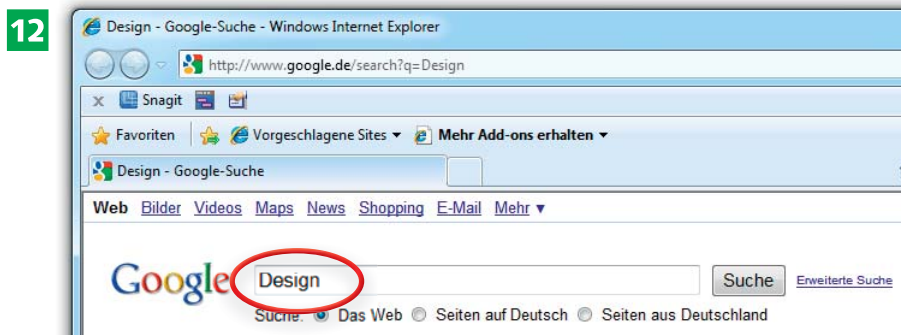 12
Design - Google-Suche - Windows Internet Explorer
http://www.google.de/search?q=Design
x Snagit
Favoriten Vorgeschlagene Sites ▾ Mehr Add-ons erhalten ▾
Design - Google-Suche
Web Bilder Videos Maps News Shopping E-Mail Mehr ▼
Google Design Suche Erweiterte Suche
Suche: Das Web Seiten auf Deutsch Seiten aus Deutschland